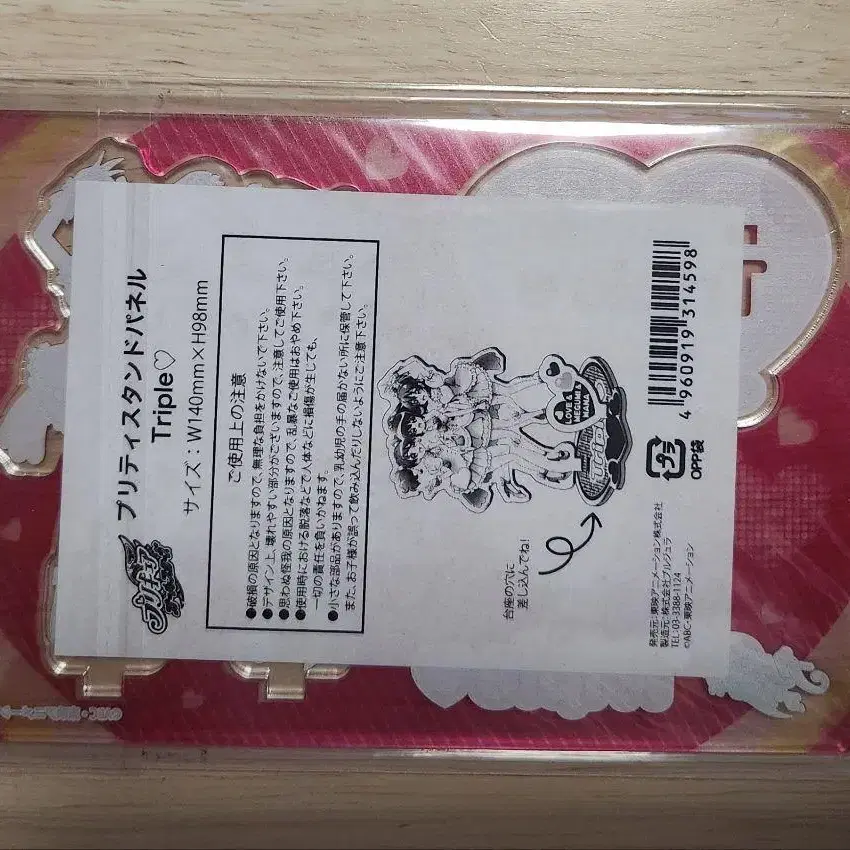 プリキュア
プリティスタンドパネル
Triple♡
サイズ：W140mm×H98mm
ご使用上の注意
●破損の原因となりますので、無理な負担をかけないで下さい。
●デザイン上、壊れやすい部分がございますので、注意してご使用下さい。
●思わぬ怪我の原因となりますので、乱暴なご使用はおやめ下さい。
●使用時における脱落などで人体などに損傷が生じても、
一切の責任を負いかねます。
●小さな部品がありますので、乳幼児の手の届かない所に保管して下さい。
また、お子様が誤って飲み込んだりしないようにご注意下さい。
台座の穴に
差し込んでね!
LOVE &
MEGUMI &
MANA
Triple
発売元：東映アニメーション株式会社
製造元：株式会社プルジュラ
TEL：03-3388-1124
©ABC・東映アニメーション
プラ
OPP袋
4 960919 314598